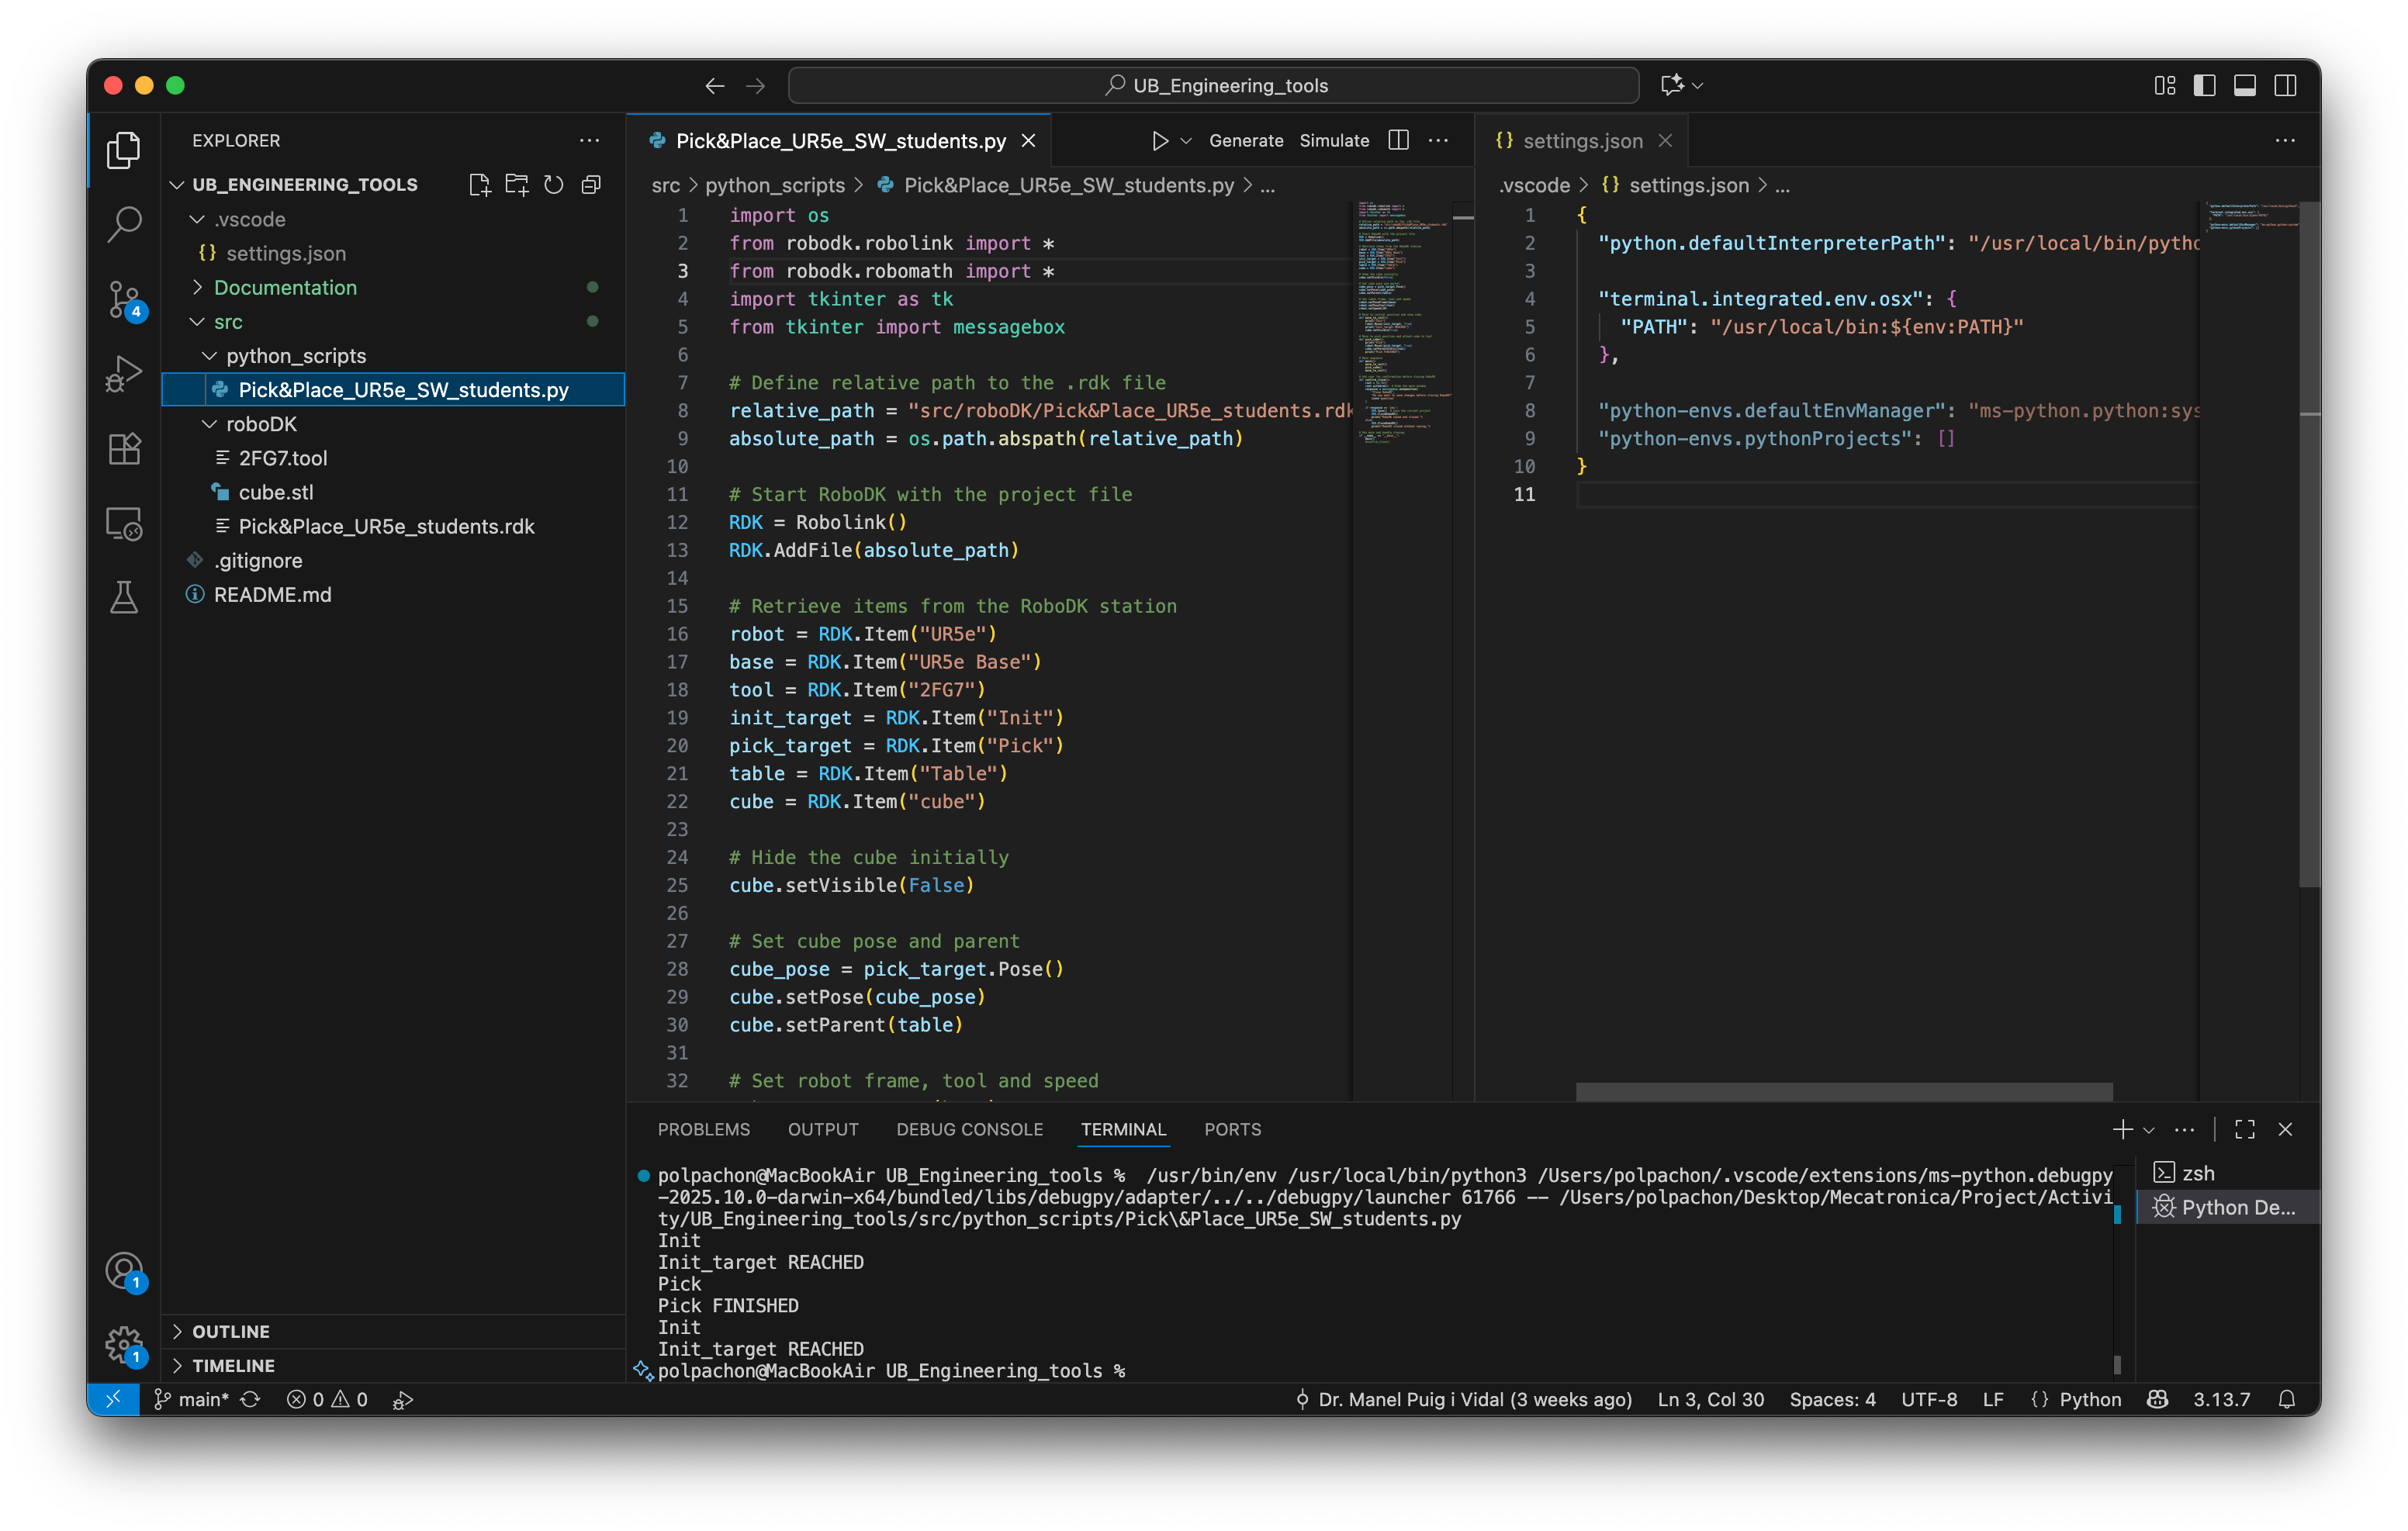 UB_Engineering_tools
EXPLORER
UB_ENGINEERING_TOOLS
.vscode
{} settings.json
Documentation
src
python_scripts
Pick&Place_UR5e_SW_students.py
roboDK
2FG7.tool
cube.stl
Pick&Place_UR5e_students.rdk
.gitignore
README.md
OUTLINE
TIMELINE
4
1
1
Pick&Place_UR5e_SW_students.py
Generate Simulate
src > python_scripts > Pick&Place_UR5e_SW_students.py > ...
1 import os
2 from robodk.robolink import *
3 from robodk.robomath import *
4 import tkinter as tk
5 from tkinter import messagebox
6
7 # Define relative path to the .rdk file
8 relative_path = "src/roboDK/Pick&Place_UR5e_students.rdk
9 absolute_path = os.path.abspath(relative_path)
10
11 # Start RoboDK with the project file
12 RDK = Robolink()
13 RDK.AddFile(absolute_path)
14
15 # Retrieve items from the RoboDK station
16 robot = RDK.Item("UR5e")
17 base = RDK.Item("UR5e Base")
18 tool = RDK.Item("2FG7")
19 init_target = RDK.Item("Init")
20 pick_target = RDK.Item("Pick")
21 table = RDK.Item("Table")
22 cube = RDK.Item("cube")
23
24 # Hide the cube initially
25 cube.setVisible(False)
26
27 # Set cube pose and parent
28 cube_pose = pick_target.Pose()
29 cube.setPose(cube_pose)
30 cube.setParent(table)
31
32 # Set robot frame, tool and speed
{} settings.json
.vscode > {} settings.json > ...
1 {
2 "python.defaultInterpreterPath": "/usr/local/bin/pytho
3
4 "terminal.integrated.env.osx": {
5 "PATH": "/usr/local/bin:${env:PATH}"
6 },
7
8 "python-envs.defaultEnvManager": "ms-python.python:sys
9 "python-envs.pythonProjects": []
10 }
11
PROBLEMS OUTPUT DEBUG CONSOLE TERMINAL PORTS
polpachon@MacBookAir UB_Engineering_tools % /usr/bin/env /usr/local/bin/python3 /Users/polpachon/.vscode/extensions/ms-python.debugpy
-2025.10.0-darwin-x64/bundled/libs/debugpy/adapter/../../debugpy/launcher 61766 -- /Users/polpachon/Desktop/Mecatronica/Project/Activi
ty/UB_Engineering_tools/src/python_scripts/Pick\&Place_UR5e_SW_students.py
Init
Init_target REACHED
Pick
Pick FINISHED
Init
Init_target REACHED
polpachon@MacBookAir UB_Engineering_tools %
zsh
Python De...
main* 0 0 Dr. Manel Puig i Vidal (3 weeks ago) Ln 3, Col 30 Spaces: 4 UTF-8 LF {} Python 3.13.7